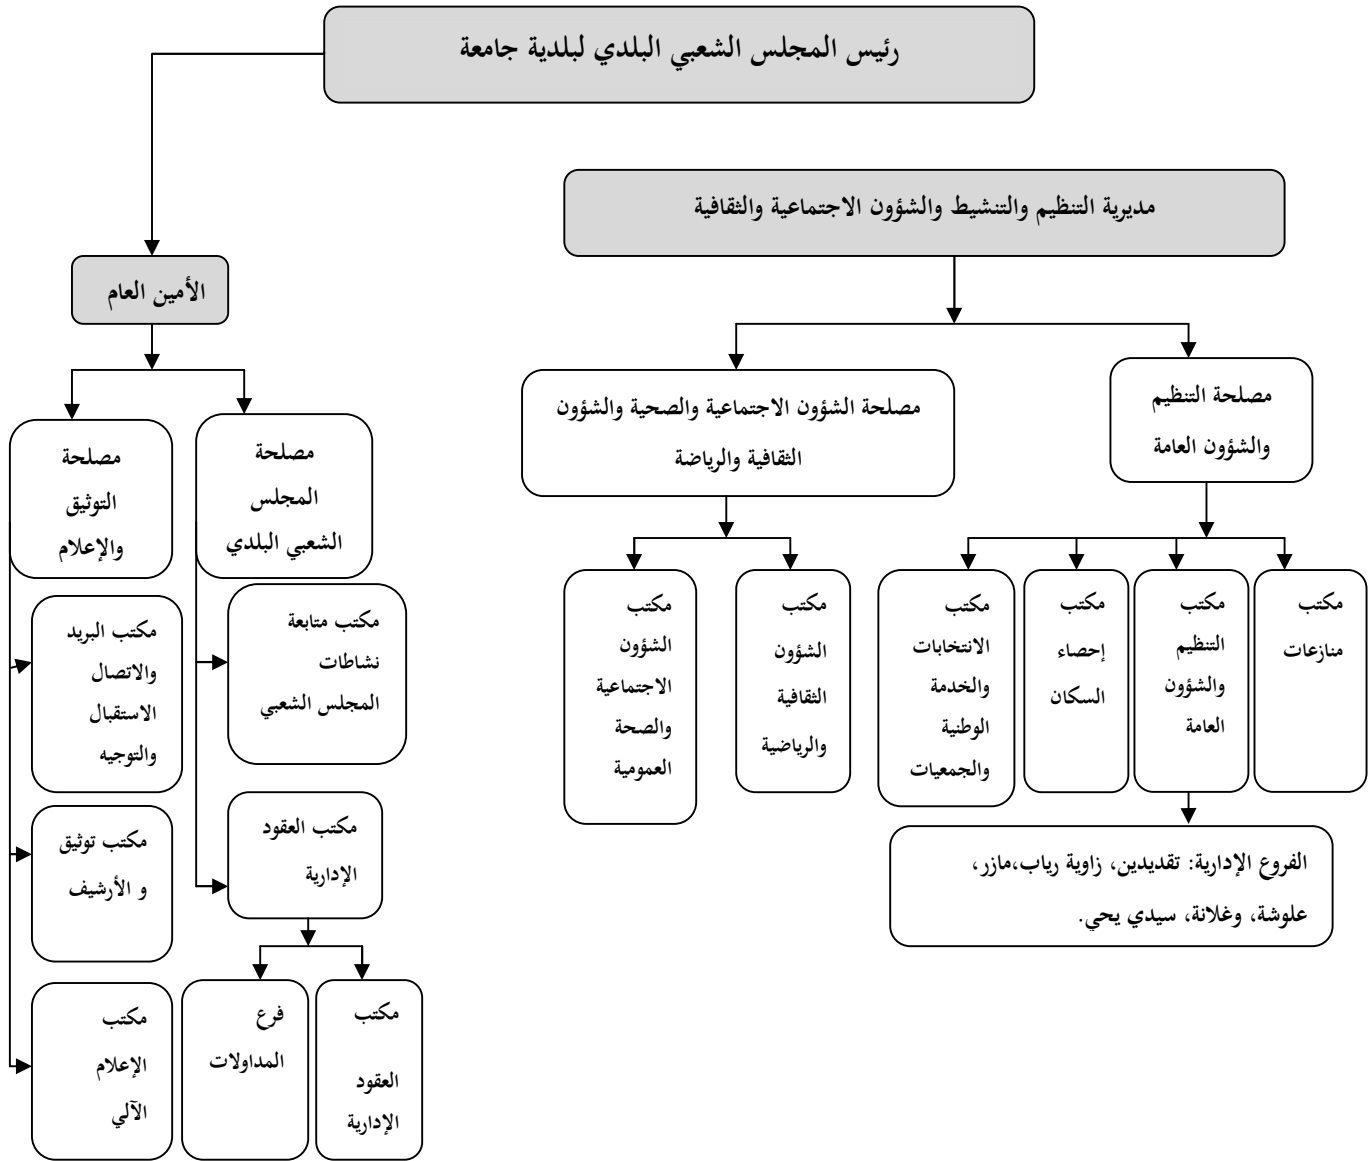 رئيس المجلس الشعبي البلدي لبلدية جامعة
مديرية التنظيم والتنشيط والشؤون الاجتماعية والثقافية
الأمين العام
مصلحة التنظيم
والشؤون العامة
مصلحة الشؤون الاجتماعية والصحية والشؤون
الثقافية والرياضة
مصلحة
المجلس
الشعبي البلدي
مصلحة
التوثيق
والإعلام
مكتب
منازعات
مكتب
التنظيم
والشؤون
العامة
مكتب
إحصاء
السكان
مكتب
الانتخابات
والخدمة
الوطنية
والجمعيات
مكتب
الشؤون
الثقافية
والرياضية
مكتب
الشؤون
الاجتماعية
والصحة
العمومية
مكتب متابعة
نشاطات
المجلس الشعبي
مكتب البريد
والاتصال
الاستقبال
والتوجيه
الفروع الإدارية: تقديدين، زاوية رياب،مازر،
علوشة، وغلانة، سيدي يحي.
مكتب العقود
الإدارية
مكتب توثيق
و الأرشيف
مكتب
العقود
الإدارية
فرع
المداولات
مكتب
الإعلام
الآلي